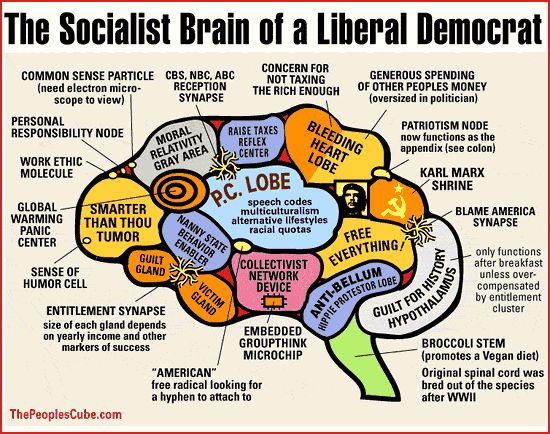 The Socialist Brain of a Liberal Democrat
COMMON SENSE PARTICLE
(need electron micro-
scope to view)
CBS, NBC, ABC
RECEPTION
SYNAPSE
CONCERN FOR
NOT TAXING
THE RICH ENOUGH
GENEROUS SPENDING
OF OTHER PEOPLES MONEY
(oversized in politician)
PERSONAL
RESPONSIBILITY NODE
WORK ETHIC
MOLECULE
GLOBAL
WARMING
PANIC
CENTER
SENSE OF
HUMOR CELL
MORAL
RELATIVITY
GRAY AREA
RAISE TAXES
REFLEX
CENTER
BLEEDING
HEART
LOBE
PATRIOTISM NODE
now functions as the
appendix (see colon)
KARL MARX
SHRINE
BLAME AMERICA
SYNAPSE
P.C. LOBE
speech codes
multiculturalism
alternative lifestyles
racial quotas
SMARTER
THAN THOU
TUMOR
NANNY STATE
BEHAVIOR
ENABLER
FREE
EVERYTHING!
GUILT
GLAND
VICTIM
GLAND
COLLECTIVIST
NETWORK
DEVICE
ANTI-BELLUM
HIPPIE PROTESTOR LOBE
GUILT FOR HISTORY
HYPOTHALAMUS
only functions
after breakfast
unless over-
compensated
by entitlement
cluster
ENTITLEMENT SYNAPSE
size of each gland depends
on yearly income and other
markers of success
EMBEDDED
GROUPTHINK
MICROCHIP
"AMERICAN"
free radical looking for
a hyphen to attach to
BROCCOLI STEM
(promotes a Vegan diet)
Original spinal cord was
bred out of the species
after WWII
ThePeoplesCube.com